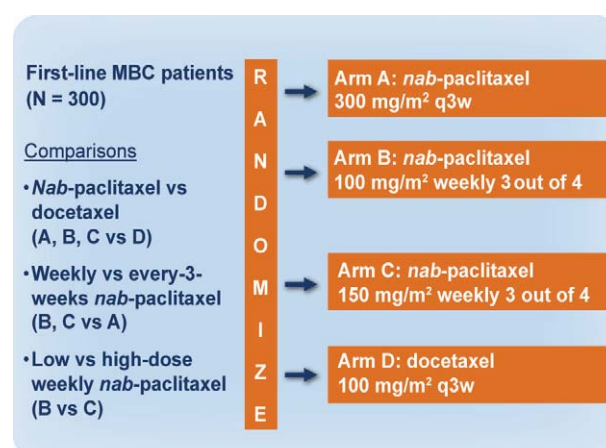 First-line MBC patients
(N = 300)
Comparisons
•Nab-paclitaxel vs
docetaxel
(A, B, C vs D)
•Weekly vs every-3-
weeks nab-paclitaxel
(B, C vs A)
•Low vs high-dose
weekly nab-paclitaxel
(B vs C)
R
A
N
D
O
M
I
Z
E
Arm A: nab-paclitaxel
300 mg/m² q3w
Arm B: nab-paclitaxel
100 mg/m² weekly 3 out of 4
Arm C: nab-paclitaxel
150 mg/m² weekly 3 out of 4
Arm D: docetaxel
100 mg/m² q3w